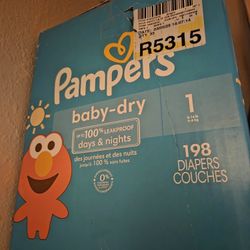 R5315
Pampers
baby-dry
1
UP TO 100% LEAKPROOF
days & nights
des journées et des nuits
jusqu'à 100 % sans fuites
0%
198
DIAPERS
COUCHES